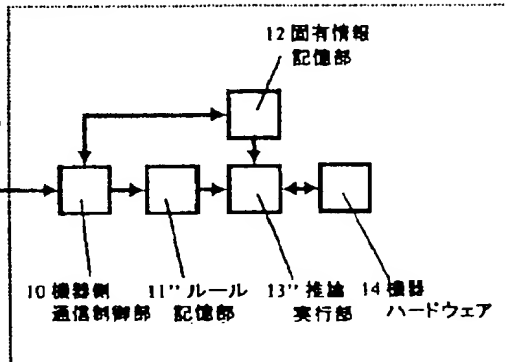 12 固有情報
記憶部
10 機器側
通信制御部
11'' ルール
記憶部
13'' 推論
実行部
14 機器
ハードウェア